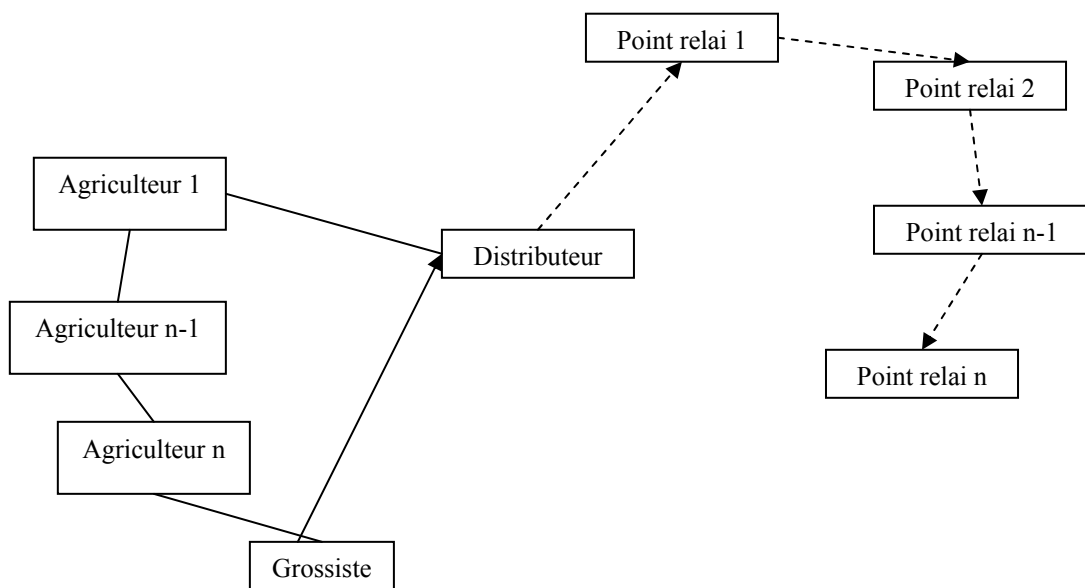 Point relai 1
Point relai 2
Agriculteur 1
Point relai n-1
Distributeur
Agriculteur n-1
Point relai n
Agriculteur n
Grossiste